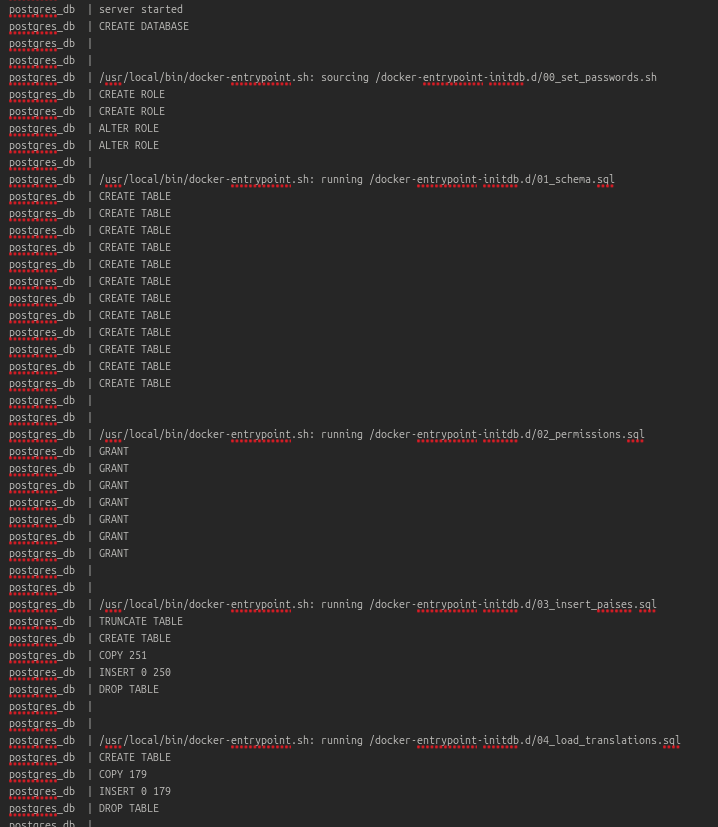 postgres_db | server started
postgres_db | CREATE DATABASE
postgres_db |
postgres_db |
postgres_db | /usr/local/bin/docker-entrypoint.sh: sourcing /docker-entrypoint-initdb.d/00_set_passwords.sh
postgres_db | CREATE ROLE
postgres_db | CREATE ROLE
postgres_db | ALTER ROLE
postgres_db | ALTER ROLE
postgres_db |
postgres_db | /usr/local/bin/docker-entrypoint.sh: running /docker-entrypoint-initdb.d/01_schema.sql
postgres_db | CREATE TABLE
postgres_db | CREATE TABLE
postgres_db | CREATE TABLE
postgres_db | CREATE TABLE
postgres_db | CREATE TABLE
postgres_db | CREATE TABLE
postgres_db | CREATE TABLE
postgres_db | CREATE TABLE
postgres_db | CREATE TABLE
postgres_db | CREATE TABLE
postgres_db | CREATE TABLE
postgres_db | CREATE TABLE
postgres_db |
postgres_db |
postgres_db | /usr/local/bin/docker-entrypoint.sh: running /docker-entrypoint-initdb.d/02_permissions.sql
postgres_db | GRANT
postgres_db | GRANT
postgres_db | GRANT
postgres_db | GRANT
postgres_db | GRANT
postgres_db | GRANT
postgres_db | GRANT
postgres_db |
postgres_db |
postgres_db | /usr/local/bin/docker-entrypoint.sh: running /docker-entrypoint-initdb.d/03_insert_paises.sql
postgres_db | TRUNCATE TABLE
postgres_db | CREATE TABLE
postgres_db | COPY 251
postgres_db | INSERT 0 250
postgres_db | DROP TABLE
postgres_db |
postgres_db |
postgres_db | /usr/local/bin/docker-entrypoint.sh: running /docker-entrypoint-initdb.d/04_load_translations.sql
postgres_db | CREATE TABLE
postgres_db | COPY 179
postgres_db | INSERT 0 179
postgres_db | DROP TABLE
postgres_db |